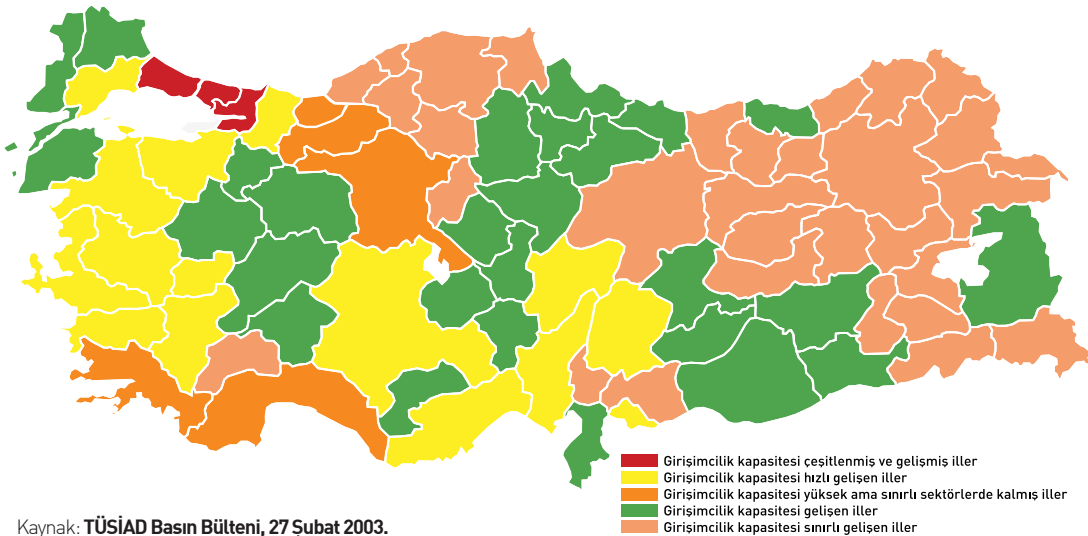 Girişimcilik kapasitesi çeşitlenmiş ve gelişmiş iller
Girişimcilik kapasitesi hızlı gelişen iller
Girişimcilik kapasitesi yüksek ama sınırlı sektörlerde kalmış iller
Girişimcilik kapasitesi gelişen iller
Girişimcilik kapasitesi sınırlı gelişen iller
Kaynak: TÜSİAD Basın Bülteni, 27 Şubat 2003.